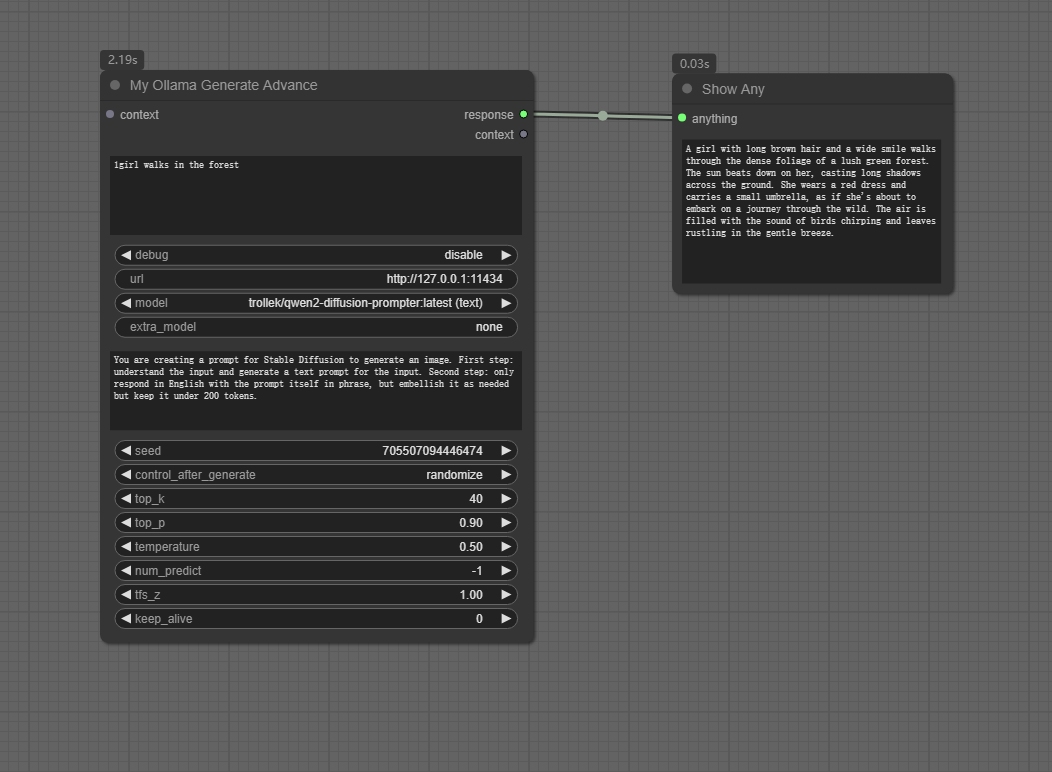 2.19s
My Ollama Generate Advance
context
response
context
1girl walks in the forest
debug disable
url http://127.0.0.1:11434
model trollek/qwen2-diffusion-prompter:latest (text)
extra_model none
You are creating a prompt for Stable Diffusion to generate an image. First step:
understand the input and generate a text prompt for the input. Second step: only
respond in English with the prompt itself in phrase, but embellish it as needed
but keep it under 200 tokens.
seed 705507094446474
control_after_generate randomize
top_k 40
top_p 0.90
temperature 0.50
num_predict -1
tfs_z 1.00
keep_alive 0
0.03s
Show Any
anything
A girl with long brown hair and a wide smile walks
through the dense foliage of a lush green forest.
The sun beats down on her, casting long shadows
across the ground. She wears a red dress and
carries a small umbrella, as if she's about to
embark on a journey through the wild. The air is
filled with the sound of birds chirping and leaves
rustling in the gentle breeze.